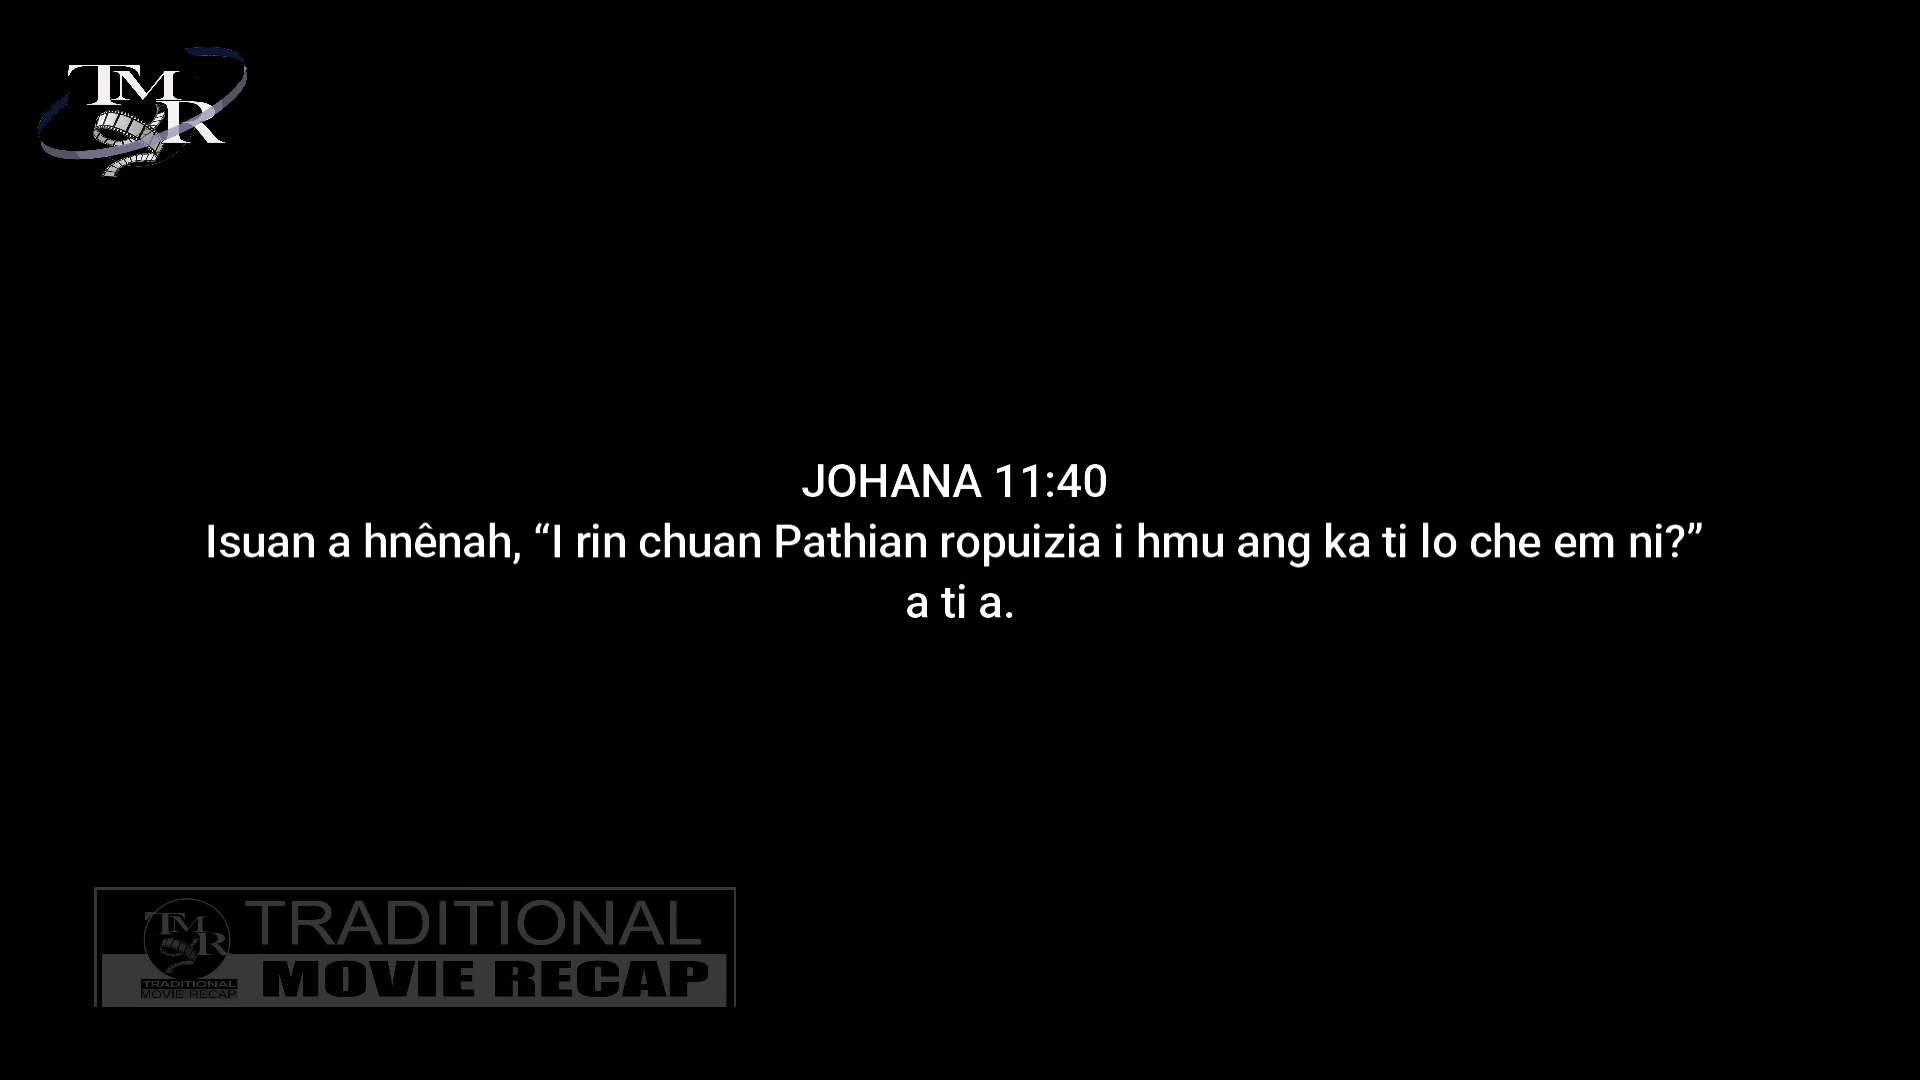 TMR
JOHANA 11:40
Isuan a hnênah, “I rin chuan Pathian ropuizia i hmu ang ka ti lo che em ni?”
a ti a.
TMR
TRADITIONAL
MOVIE RECAP
TRADITIONAL
MOVIE RECAP